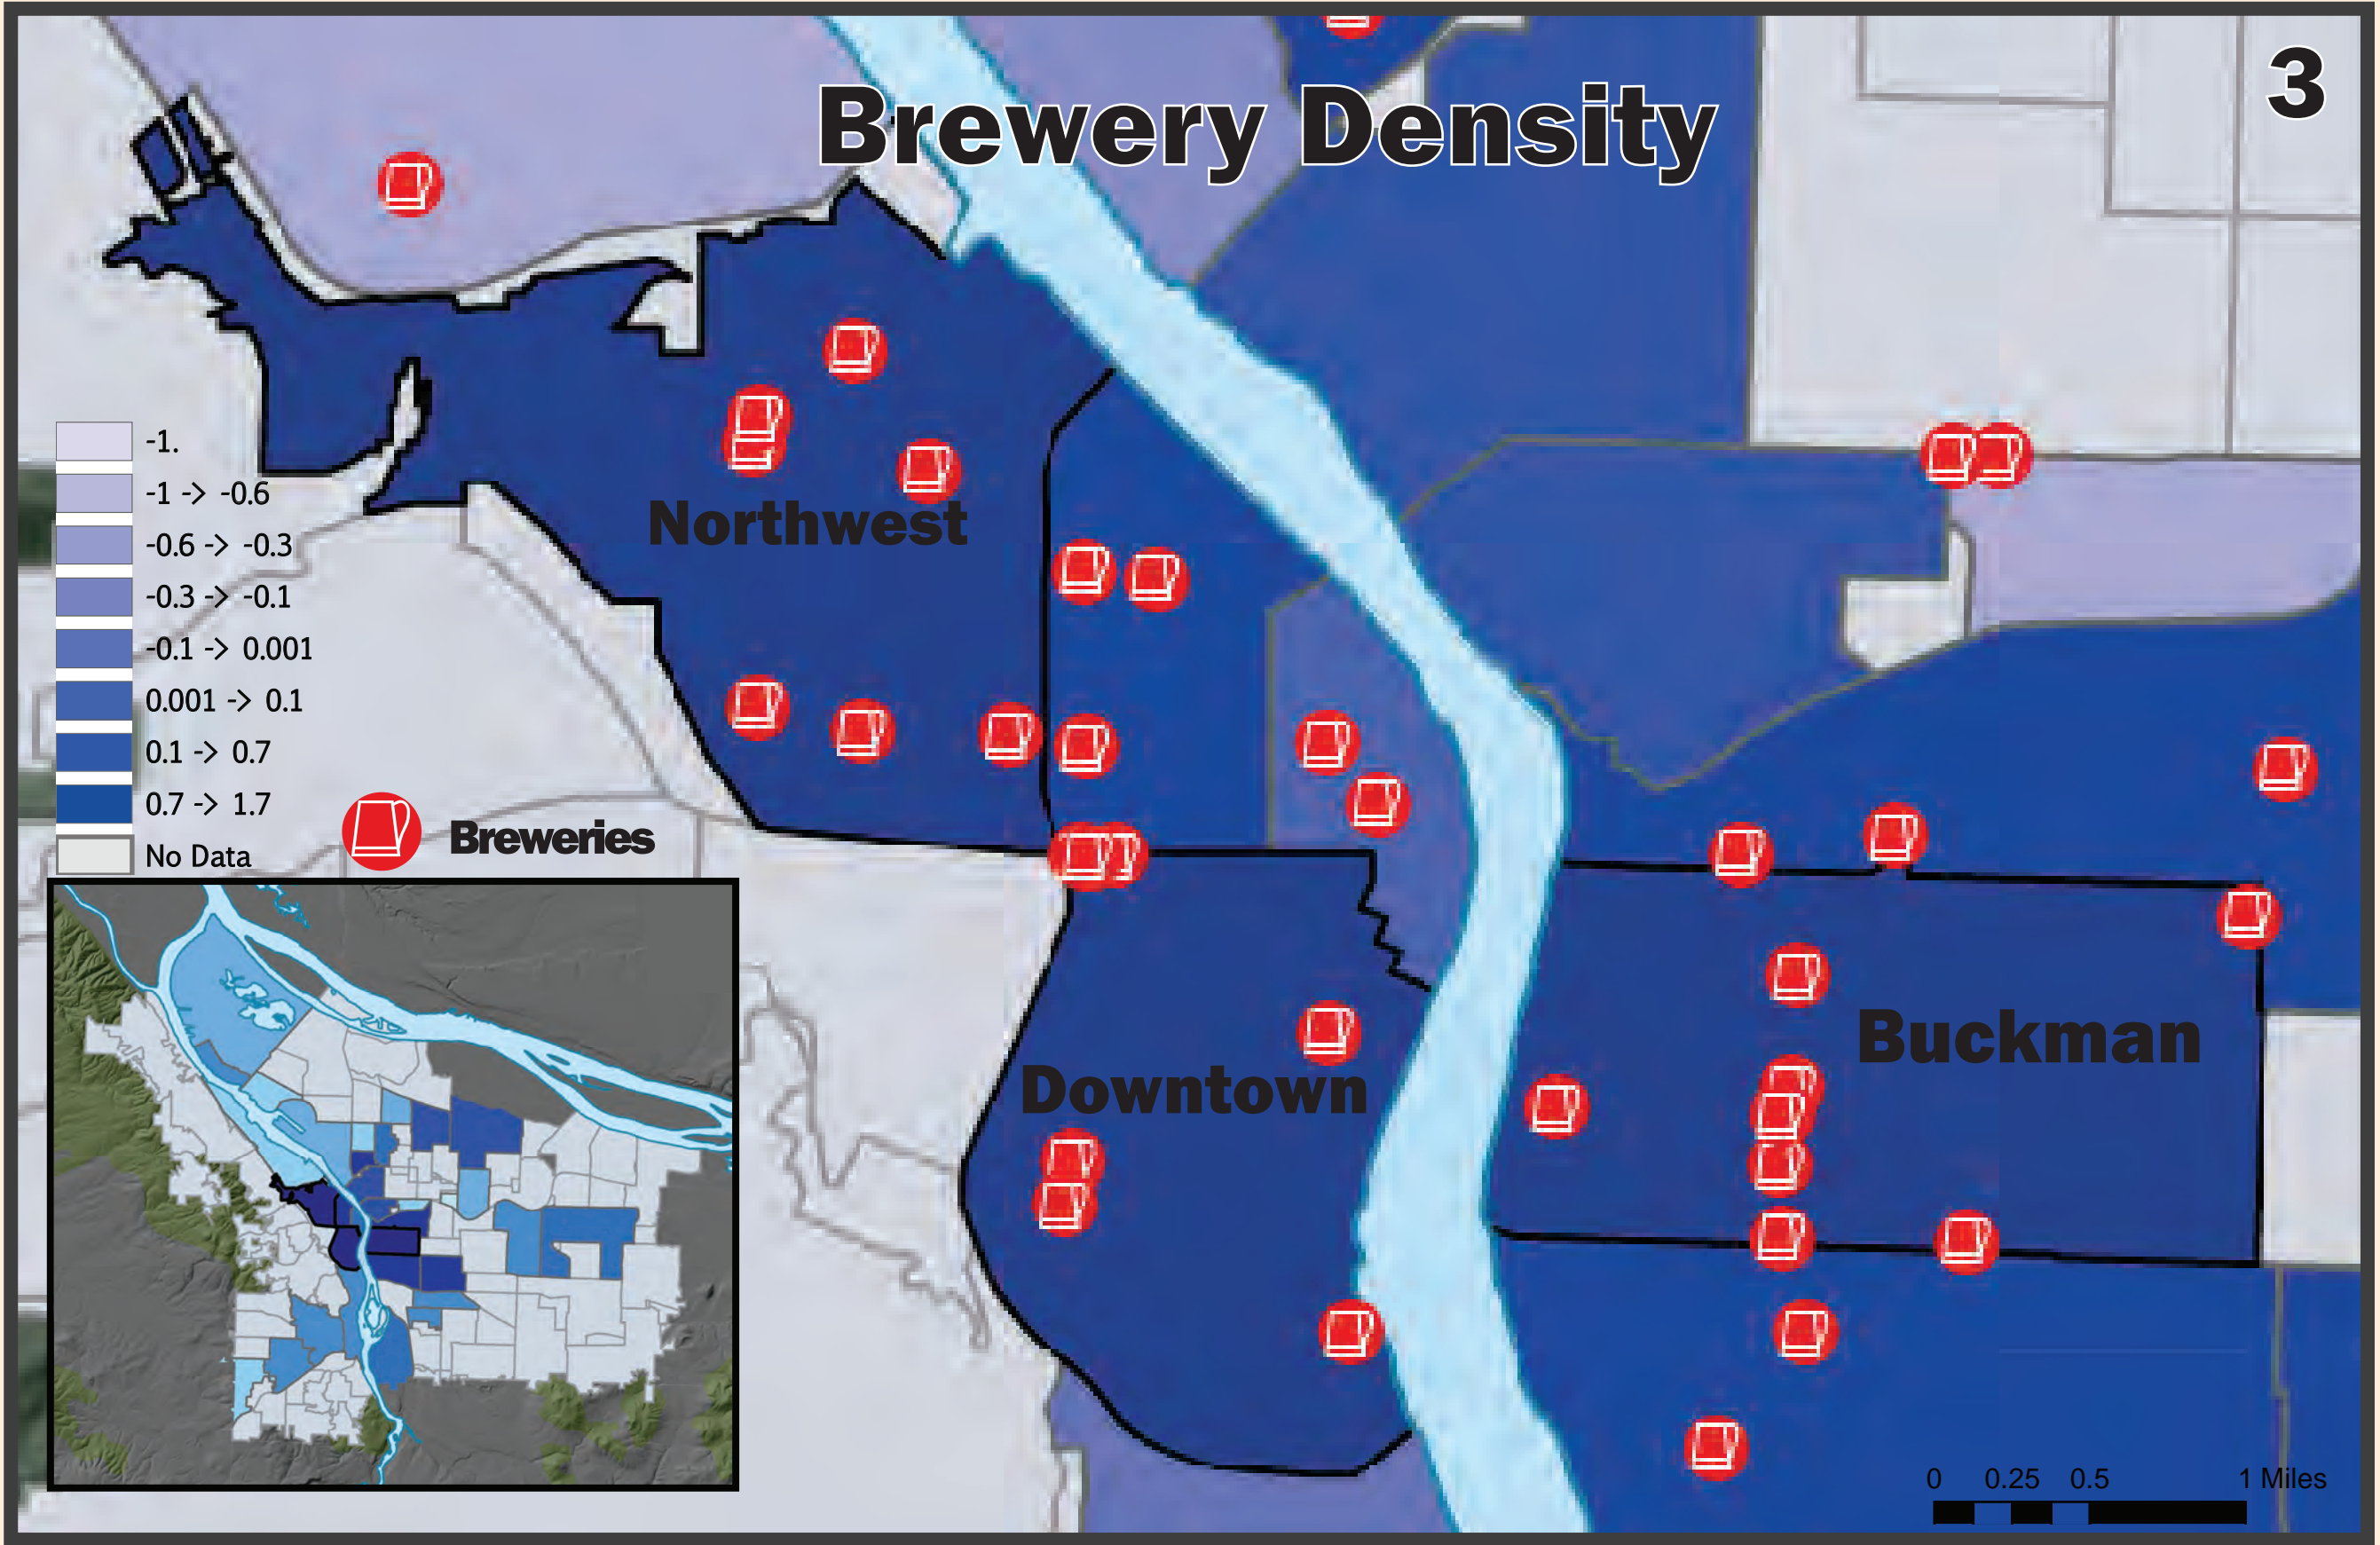 Brewery Density
3
Northwest
-1.
-1 -> -0.6
-0.6 -> -0.3
-0.3 -> -0.1
-0.1 -> 0.001
0.001 -> 0.1
0.1 -> 0.7
0.7 -> 1.7
No Data
Breweries
Downtown
Buckman
0 0.25 0.5 1 Miles